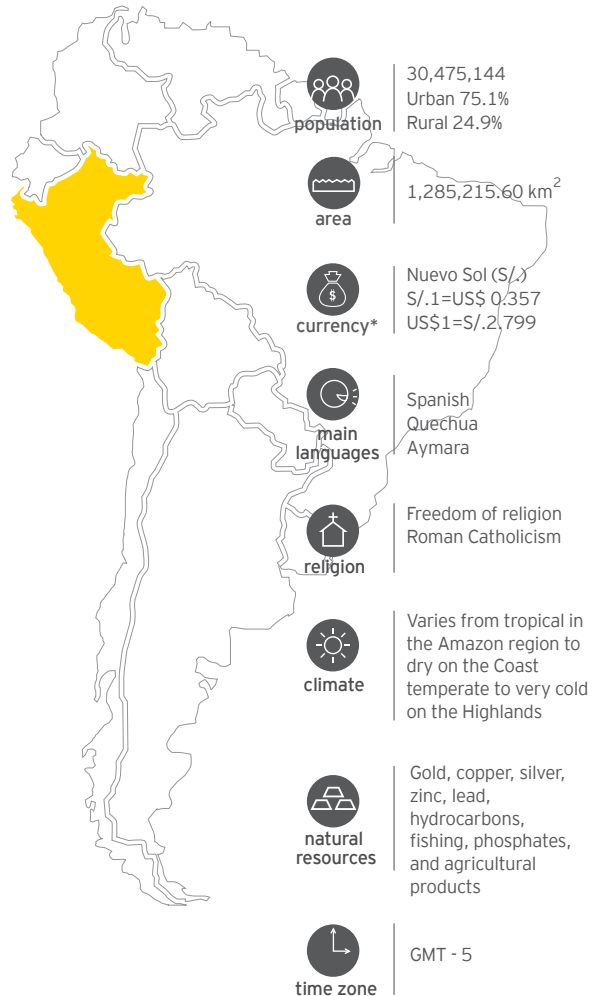 population
30,475,144
Urban 75.1%
Rural 24.9%
area
1,285,215.60 km2
currency*
$
Nuevo Sol (S/.)
S/.1=US$ 0.357
US$1=S/.2.799
main
languages
Spanish
Quechua
Aymara
religion
Freedom of religion
Roman Catholicism
climate
Varies from tropical in
the Amazon region to
dry on the Coast
temperate to very cold
on the Highlands
natural
resources
Gold, copper, silver,
zinc, lead,
hydrocarbons,
fishing, phosphates,
and agricultural
products
time zone
GMT - 5